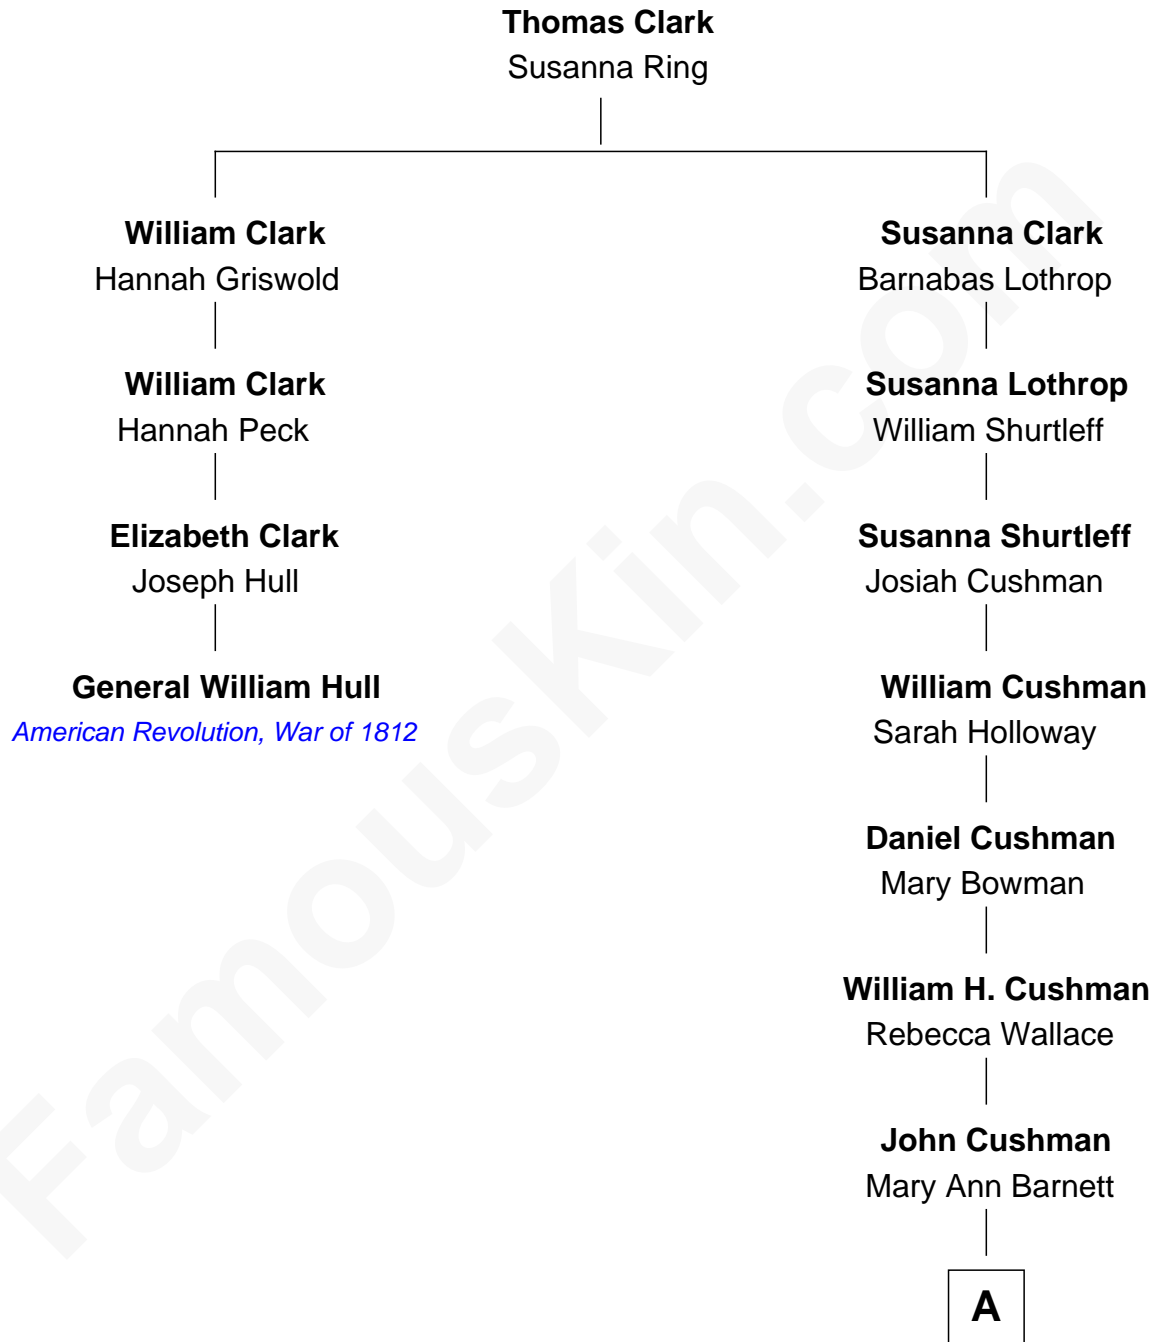 Thomas Clark
Susanna Ring
William Clark
Hannah Griswold
Susanna Clark
Barnabas Lothrop
William Clark
Hannah Peck
Susanna Lothrop
William Shurtleff
Elizabeth Clark
Joseph Hull
Susanna Shurtleff
Josiah Cushman
General William Hull
American Revolution, War of 1812
William Cushman
Sarah Holloway
Daniel Cushman
Mary Bowman
William H. Cushman
Rebecca Wallace
John Cushman
Mary Ann Barnett
A
FamousKin.com